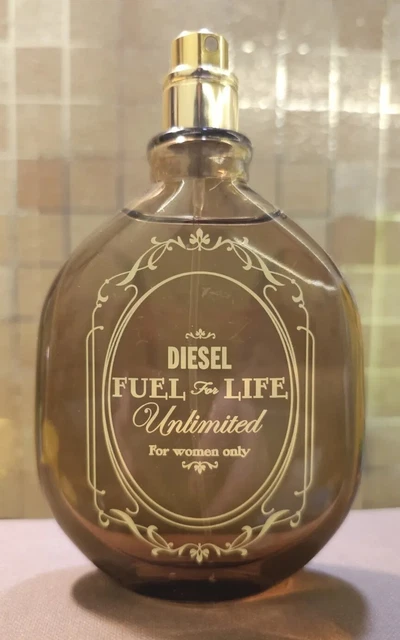 DIESEL
FUEL For LIFE
Unlimited
For women only